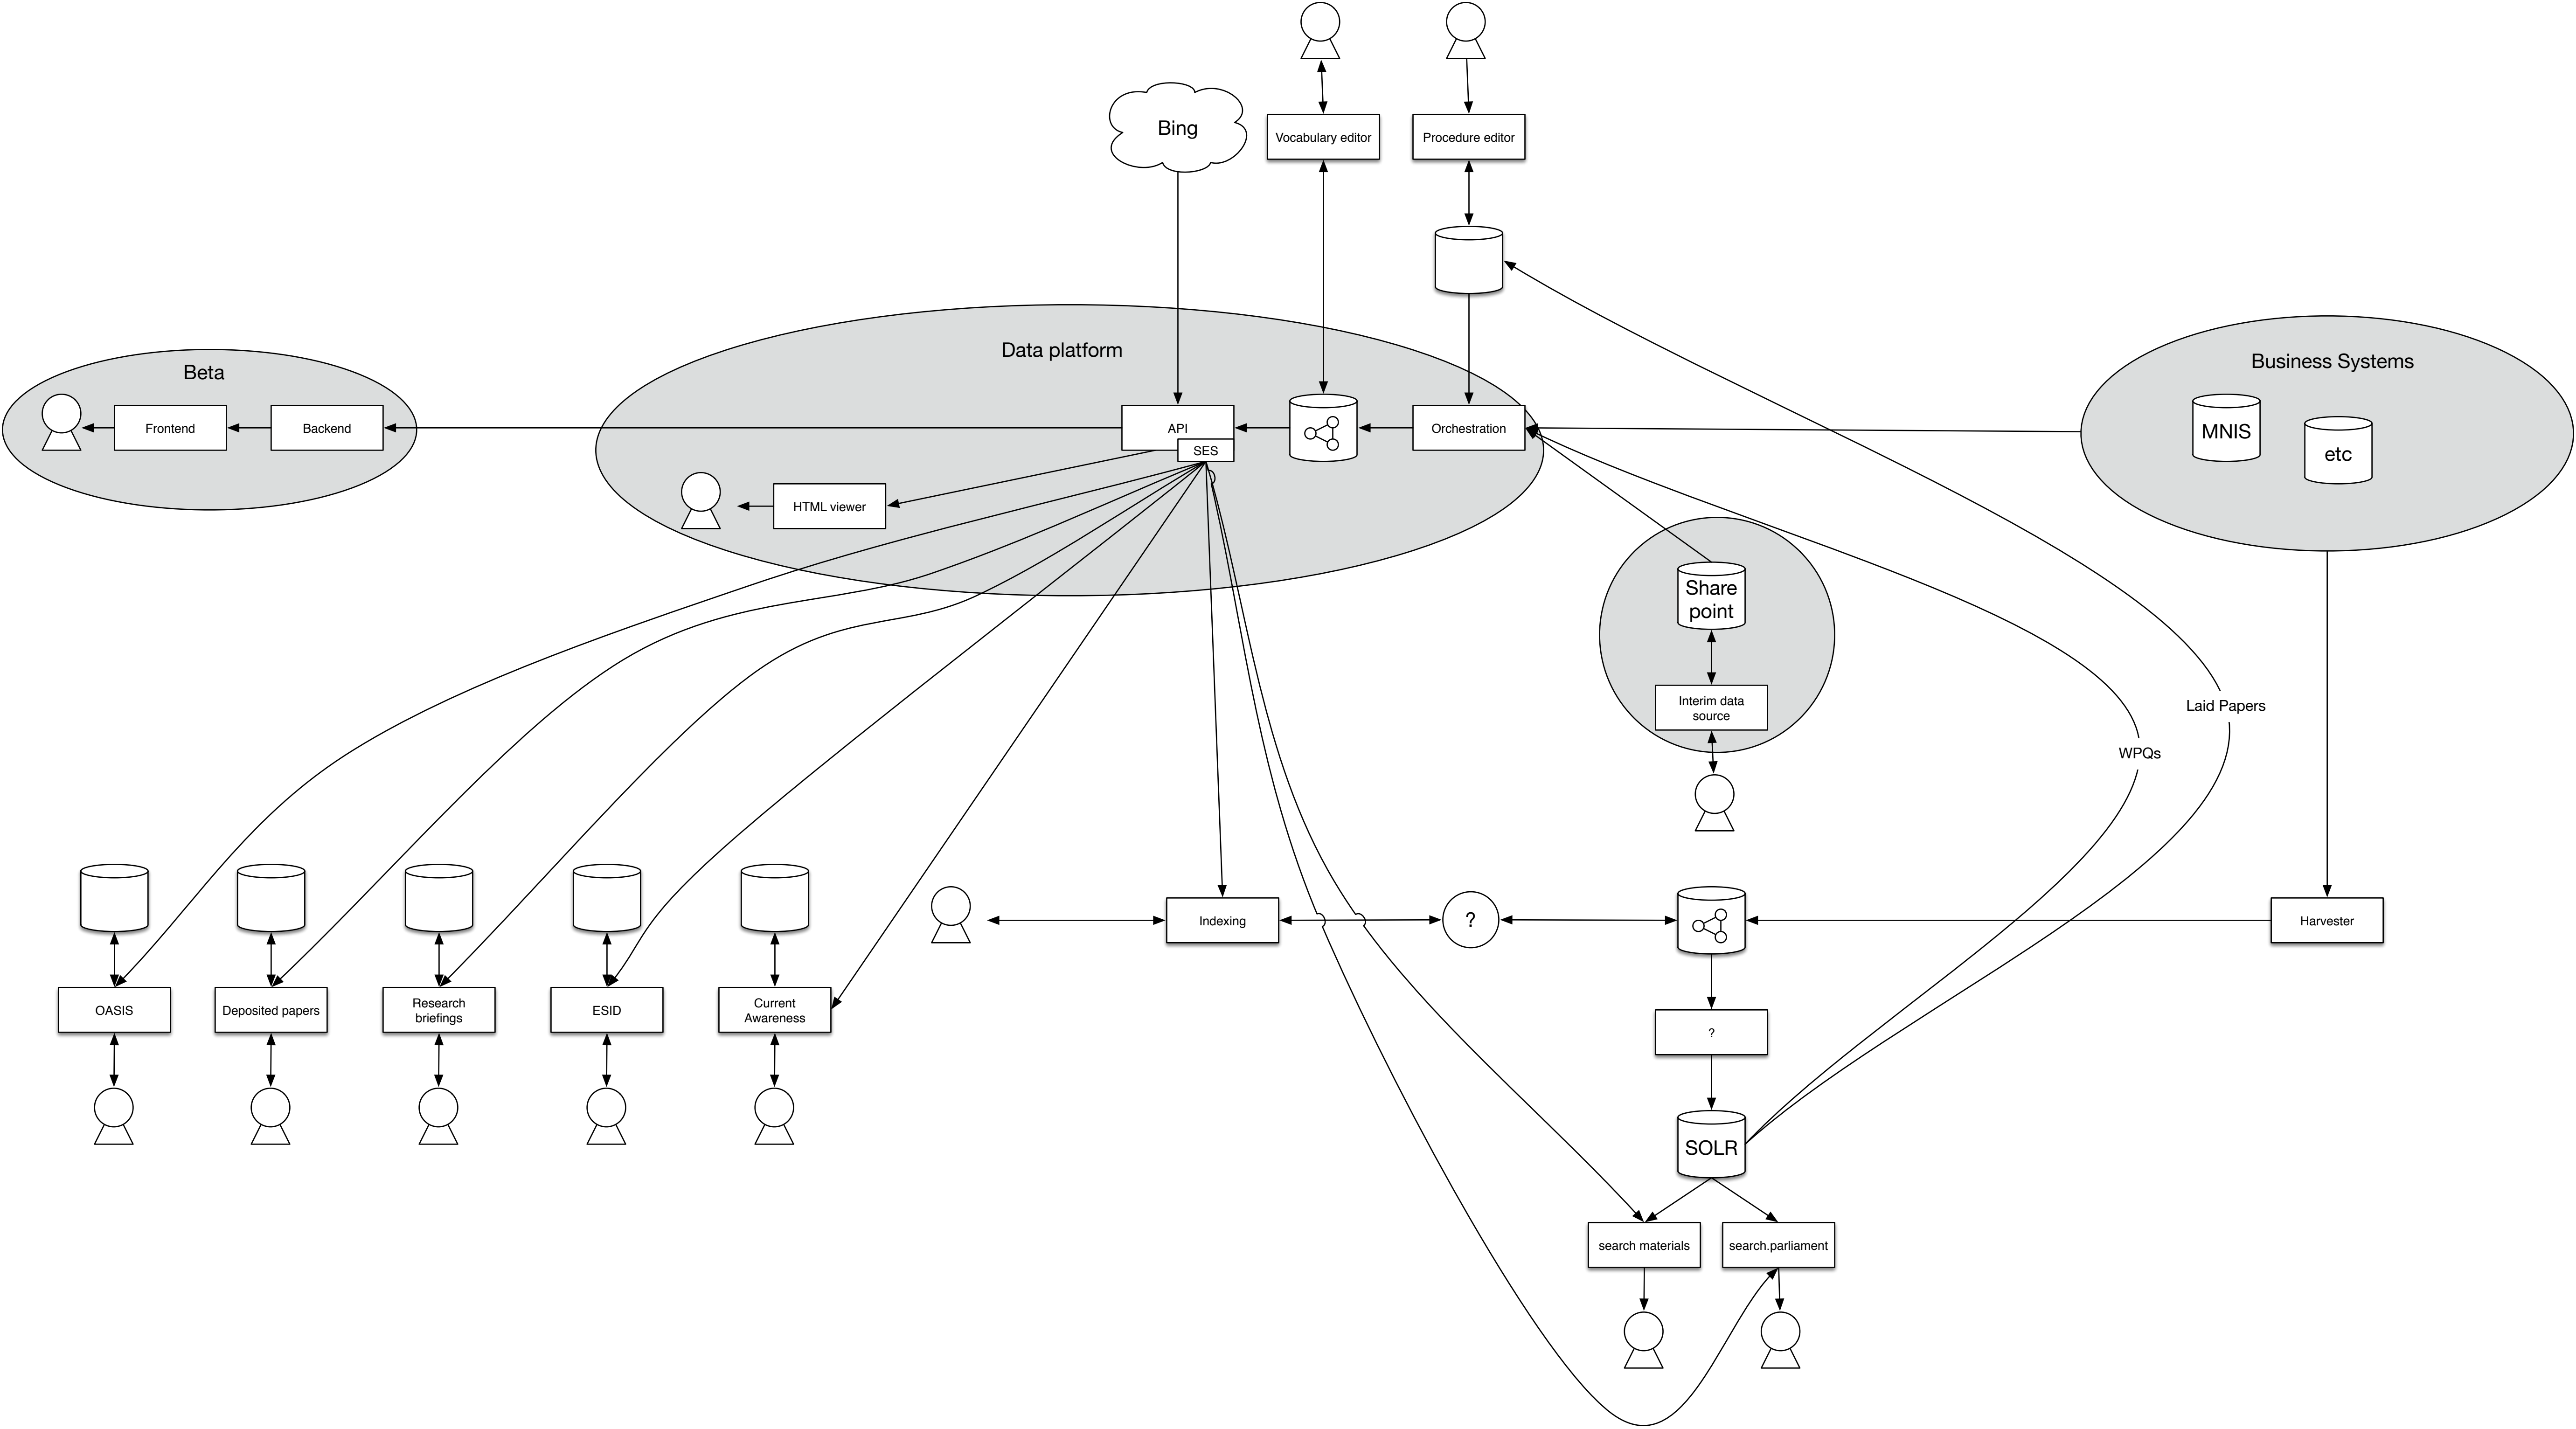 Bing
Vocabulary editor
Procedure editor
Data platform
Beta
Business Systems
Frontend
Backend
API
SES
Orchestration
MNIS
etc
HTML viewer
Share
point
Interim data
source
Laid Papers
WPQs
Indexing
?
Harvester
OASIS
Deposited papers
Research
briefings
ESID
Current
Awareness
?
SOLR
search materials
search.parliament